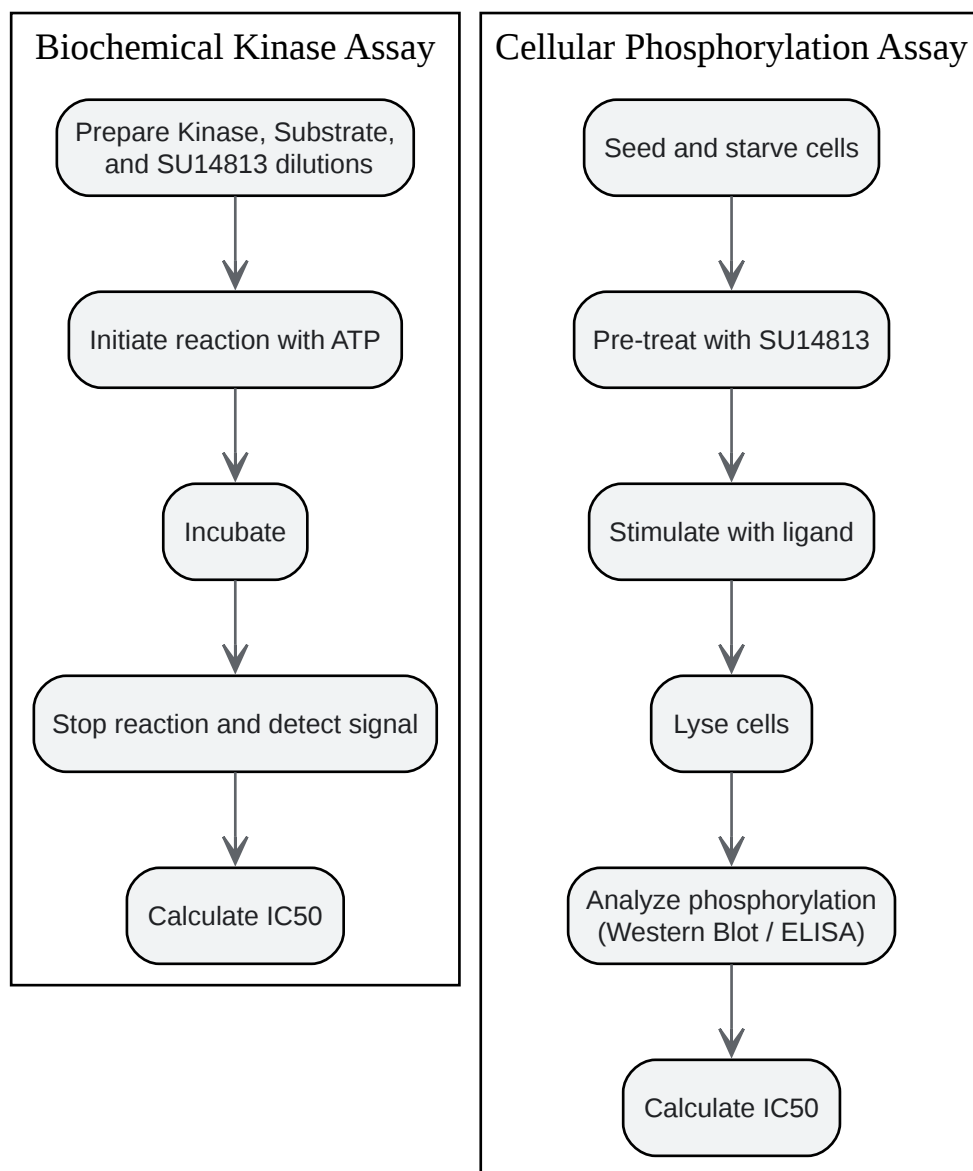 Biochemical Kinase Assay
Prepare Kinase, Substrate,
and SU14813 dilutions
Initiate reaction with ATP
Incubate
Stop reaction and detect signal
Calculate IC50
Cellular Phosphorylation Assay
Seed and starve cells
Pre-treat with SU14813
Stimulate with ligand
Lyse cells
Analyze phosphorylation
(Western Blot / ELISA)
Calculate IC50